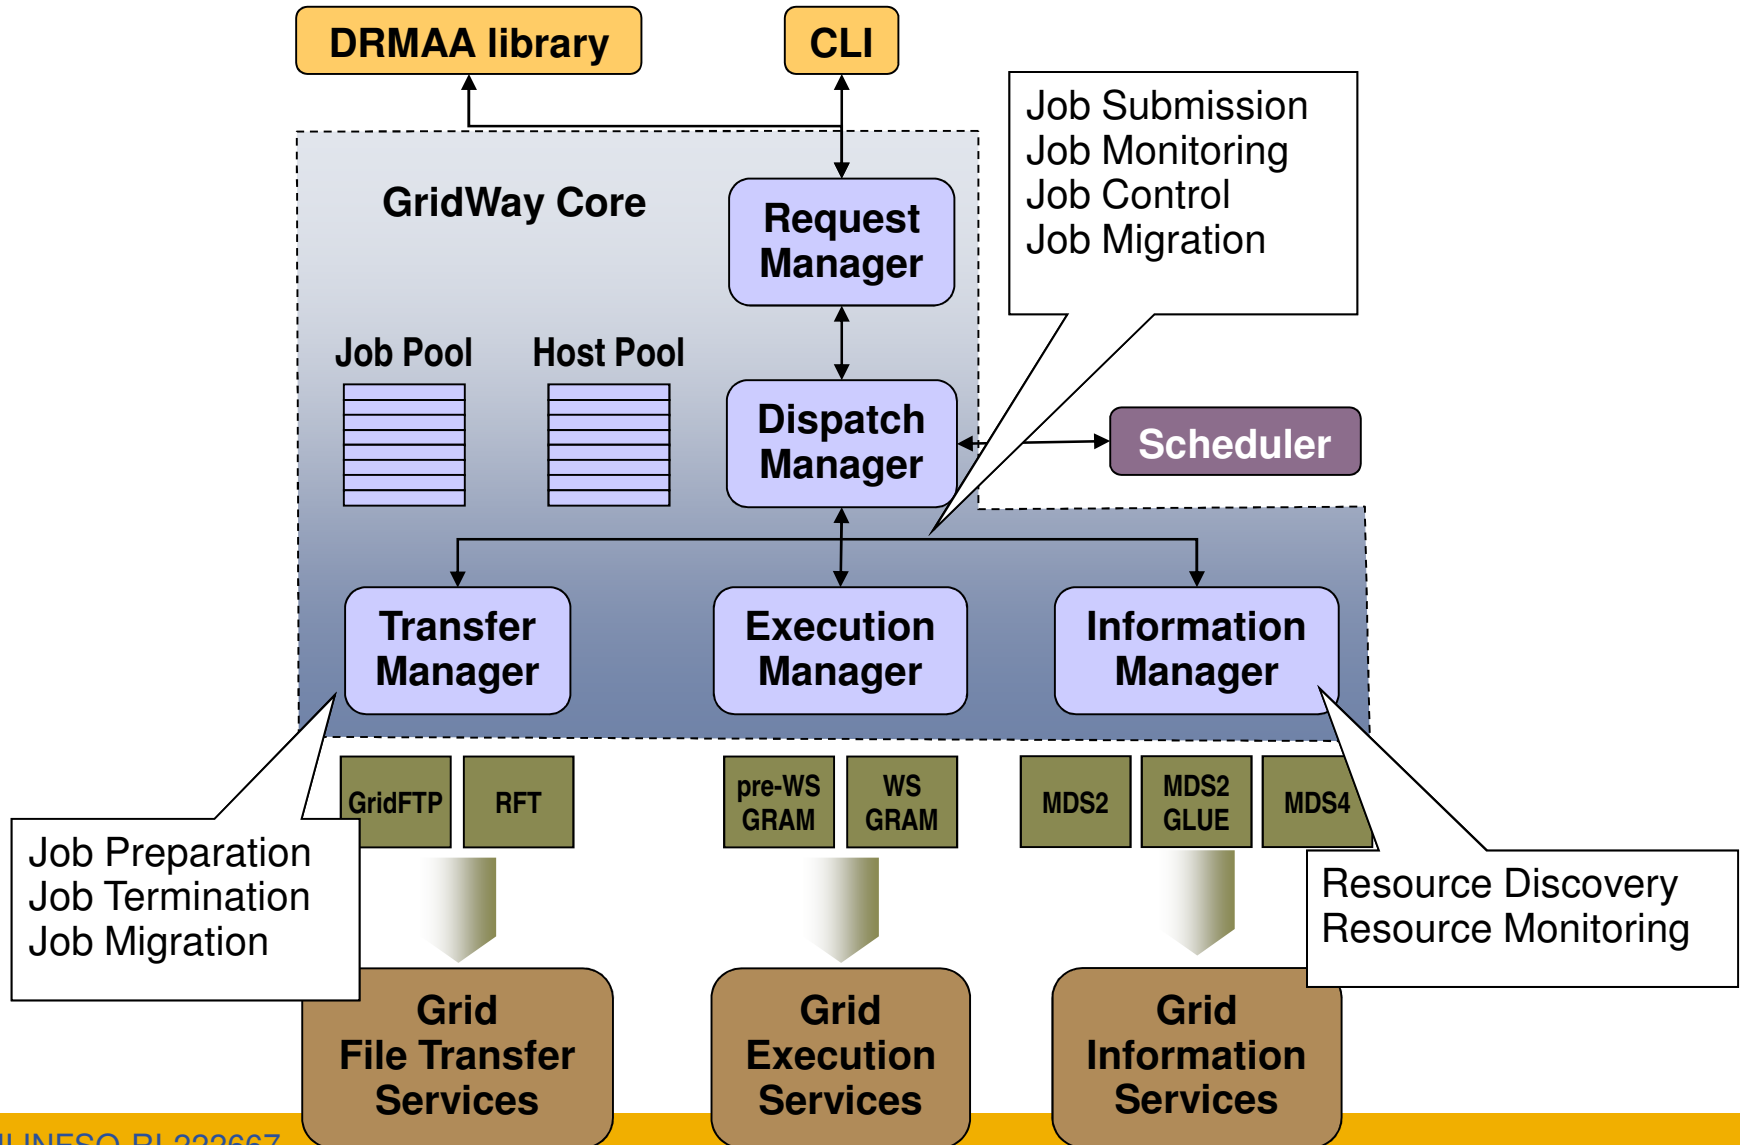 DRMAA library
CLI
Job Submission
Job Monitoring
Job Control
Job Migration
GridWay Core
Request
Manager
Job Pool
Host Pool
Dispatch
Manager
Scheduler
Transfer
Manager
Execution
Manager
Information
Manager
GridFTP
RFT
pre-WS
GRAM
WS
GRAM
MDS2
MDS2
GLUE
MDS4
Job Preparation
Job Termination
Job Migration
Resource Discovery
Resource Monitoring
Grid
File Transfer
Services
Grid
Execution
Services
Grid
Information
Services